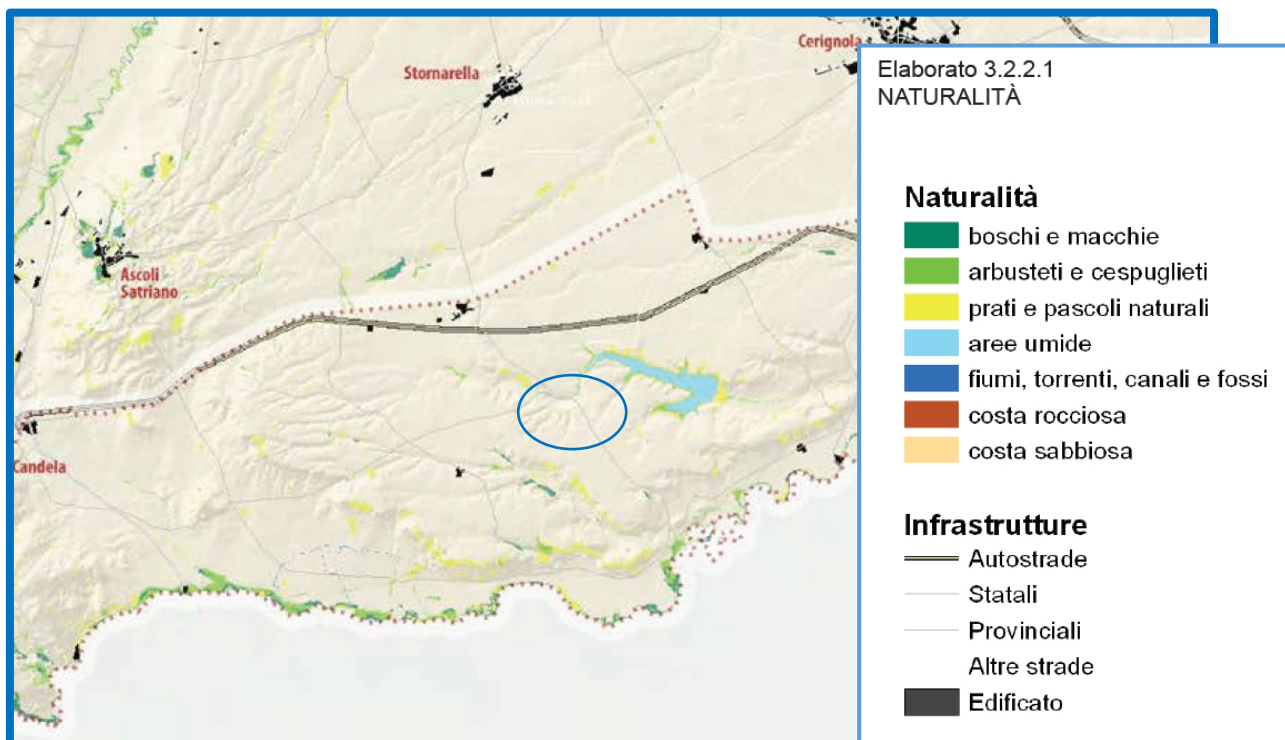 Cerignola
Stornarella
Ascoli
Satriano
Candela
Elaborato 3.2.2.1
NATURALITÀ
Naturalità
boschi e macchie
arbusteti e cespuglieti
prati e pascoli naturali
aree umide
fiumi, torrenti, canali e fossi
costa rocciosa
costa sabbiosa
Infrastrutture
Autostrade
Statali
Provinciali
Altre strade
Edificato